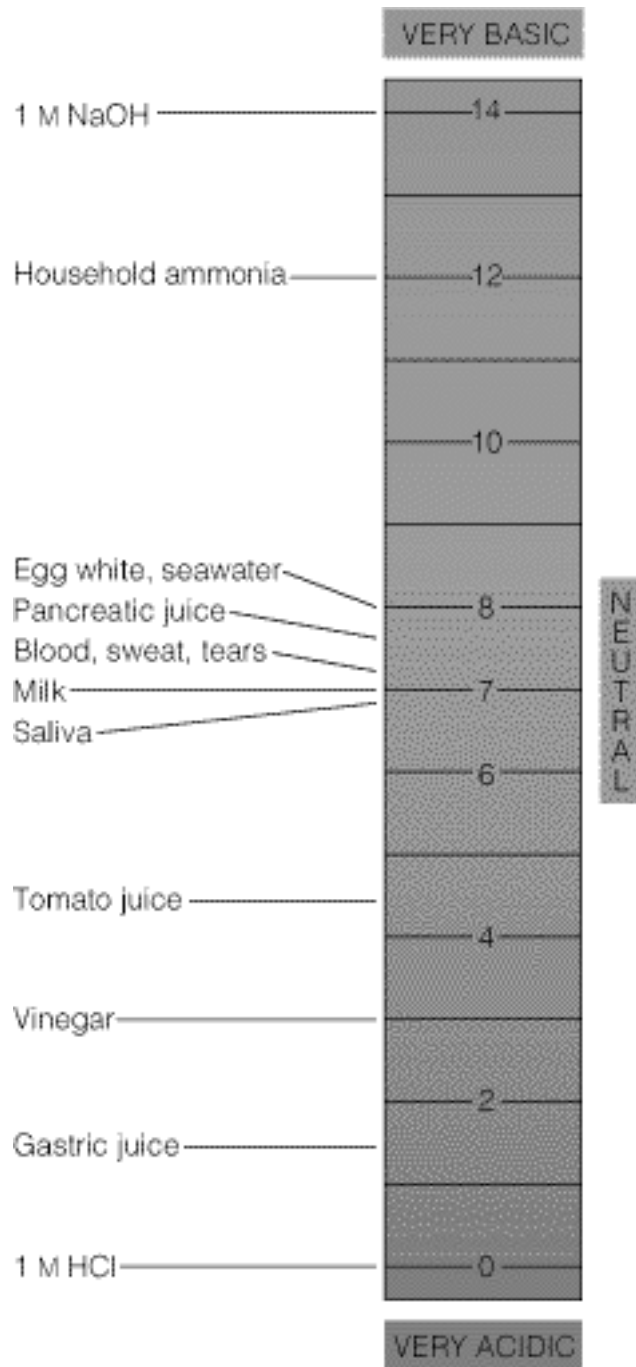 VERY BASIC
1 M NaOH
14
Household ammonia
12
10
Egg white, seawater
8
Pancreatic juice
Blood, sweat, tears
Milk
7
Saliva
NEUTRAL
6
Tomato juice
4
Vinegar
2
Gastric juice
1 M HCl
0
VERY ACIDIC